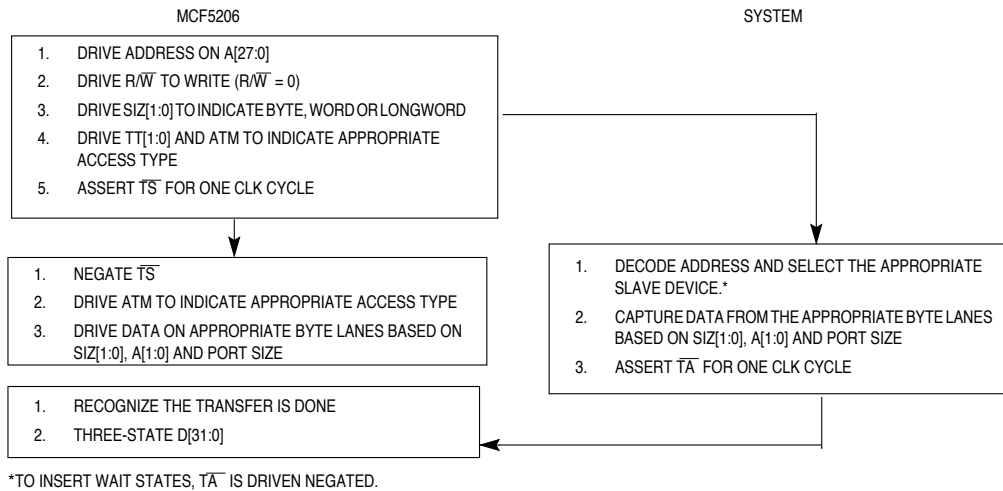 MCF5206
SYSTEM
1. DRIVE ADDRESS ON A[27:0]
2. DRIVE R/W̅ TO WRITE (R/W̅ = 0)
3. DRIVE SIZ[1:0] TO INDICATE BYTE, WORD OR LONGWORD
4. DRIVE TT[1:0] AND ATM TO INDICATE APPROPRIATE
ACCESS TYPE
5. ASSERT T̅S̅ FOR ONE CLK CYCLE
1. NEGATE T̅S̅
2. DRIVE ATM TO INDICATE APPROPRIATE ACCESS TYPE
3. DRIVE DATA ON APPROPRIATE BYTE LANES BASED ON
SIZ[1:0], A[1:0] AND PORT SIZE
1. DECODE ADDRESS AND SELECT THE APPROPRIATE
SLAVE DEVICE.*
2. CAPTURE DATA FROM THE APPROPRIATE BYTE LANES
BASED ON SIZ[1:0], A[1:0] AND PORT SIZE
3. ASSERT T̅A̅ FOR ONE CLK CYCLE
1. RECOGNIZE THE TRANSFER IS DONE
2. THREE-STATE D[31:0]
*TO INSERT WAIT STATES, T̅A̅ IS DRIVEN NEGATED.